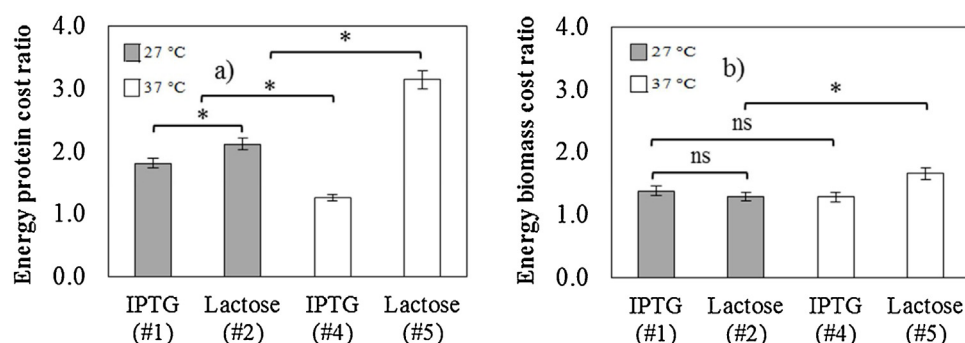 Energy protein cost ratio
4.0
3.0
2.0
1.0
0.0
27 °C
37 °C
a)
*
*
*
IPTG
(#1)
Lactose
(#2)
IPTG
(#4)
Lactose
(#5)
Energy biomass cost ratio
4.0
3.0
2.0
1.0
0.0
27 °C
37 °C
b)
*
ns
ns
IPTG
(#1)
Lactose
(#2)
IPTG
(#4)
Lactose
(#5)